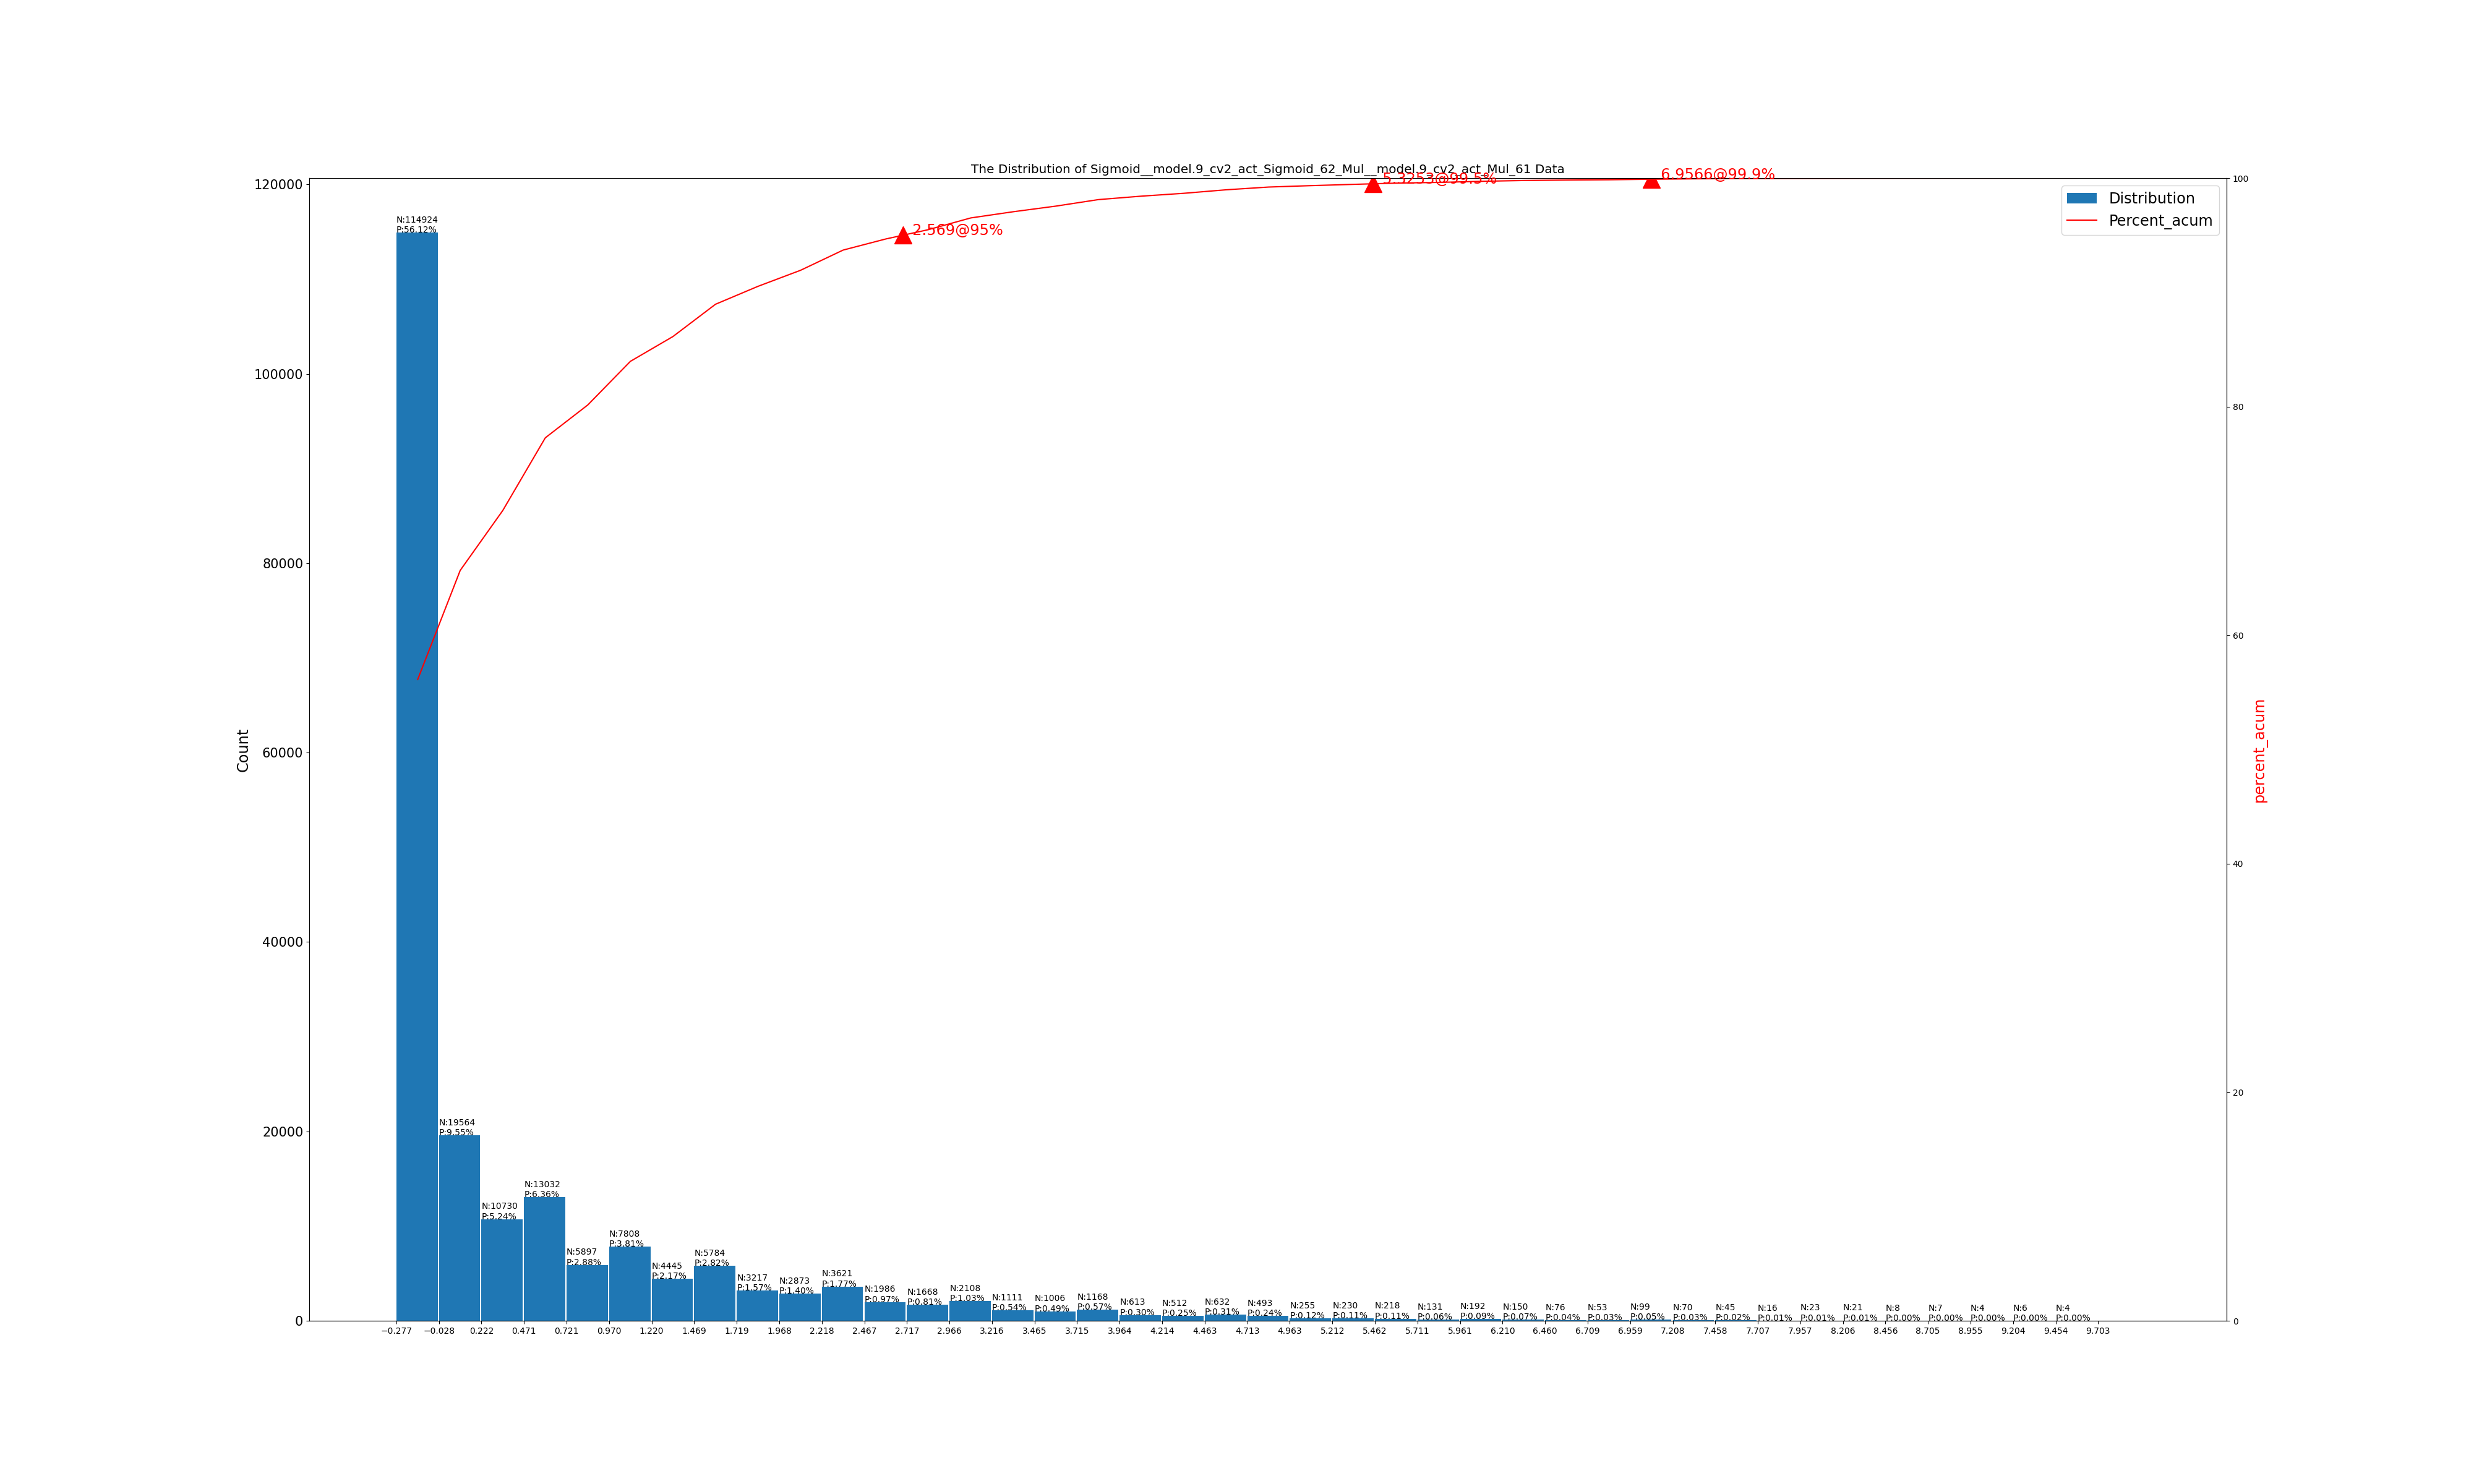 The Distribution of Sigmoid__model.9_cv2_act_Sigmoid_62_Mul__model.9_cv2_act_Mul_61 Data
120000
100000
80000
60000
40000
20000
0
Count
100
80
60
40
20
0
percent_acum
Distribution
Percent_acum
2.569@95%
5.3253@99.5%
6.9566@99.9%
N:114924
P:56.12%
N:19564
P:9.55%
N:10730
P:5.24%
N:13032
P:6.36%
N:5897
P:2.88%
N:7808
P:3.81%
N:4445
P:2.17%
N:5784
P:2.82%
N:3217
P:1.57%
N:2873
P:1.40%
N:3621
P:1.77%
N:1986
P:0.97%
N:1668
P:0.81%
N:2108
P:1.03%
N:1111
P:0.54%
N:1006
P:0.49%
N:1168
P:0.57%
N:613
P:0.30%
N:512
P:0.25%
N:632
P:0.31%
N:493
P:0.24%
N:255
P:0.12%
N:230
P:0.11%
N:218
P:0.11%
N:131
P:0.06%
N:192
P:0.09%
N:150
P:0.07%
N:76
P:0.04%
N:53
P:0.03%
N:99
P:0.05%
N:70
P:0.03%
N:45
P:0.02%
N:16
P:0.01%
N:23
P:0.01%
N:21
P:0.01%
N:8
P:0.00%
N:7
P:0.00%
N:4
P:0.00%
N:6
P:0.00%
N:4
P:0.00%
−0.277 −0.028 0.222 0.471 0.721 0.970 1.220 1.469 1.719 1.968 2.218 2.467 2.717 2.966 3.216 3.465 3.715 3.964 4.214 4.463 4.713 4.963 5.212 5.462 5.711 5.961 6.210 6.460 6.709 6.959 7.208 7.458 7.707 7.957 8.206 8.456 8.705 8.955 9.204 9.454 9.703